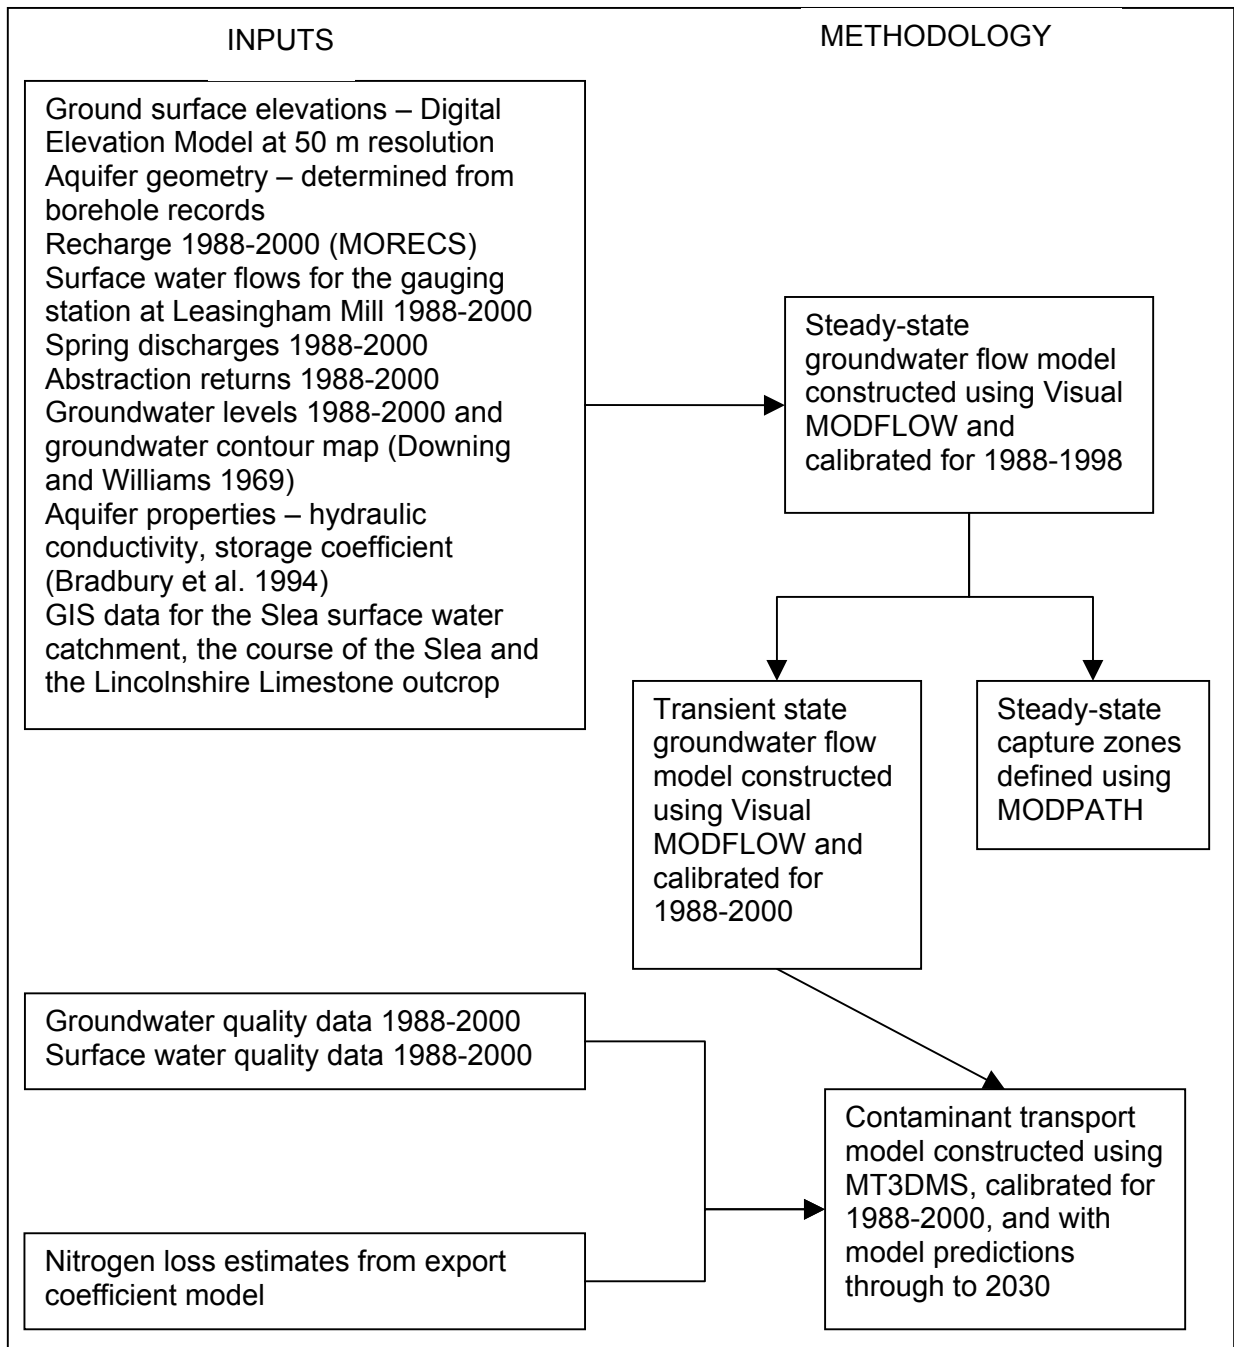 INPUTS
METHODOLOGY
Ground surface elevations – Digital
Elevation Model at 50 m resolution
Aquifer geometry – determined from
borehole records
Recharge 1988-2000 (MORECS)
Surface water flows for the gauging
station at Leasingham Mill 1988-2000
Spring discharges 1988-2000
Abstraction returns 1988-2000
Groundwater levels 1988-2000 and
groundwater contour map (Downing
and Williams 1969)
Aquifer properties – hydraulic
conductivity, storage coefficient
(Bradbury et al. 1994)
GIS data for the Slea surface water
catchment, the course of the Slea and
the Lincolnshire Limestone outcrop
Steady-state
groundwater flow model
constructed using Visual
MODFLOW and
calibrated for 1988-1998
Transient state
groundwater flow
model constructed
using Visual
MODFLOW and
calibrated for
1988-2000
Steady-state
capture zones
defined using
MODPATH
Groundwater quality data 1988-2000
Surface water quality data 1988-2000
Nitrogen loss estimates from export
coefficient model
Contaminant transport
model constructed using
MT3DMS, calibrated for
1988-2000, and with
model predictions
through to 2030